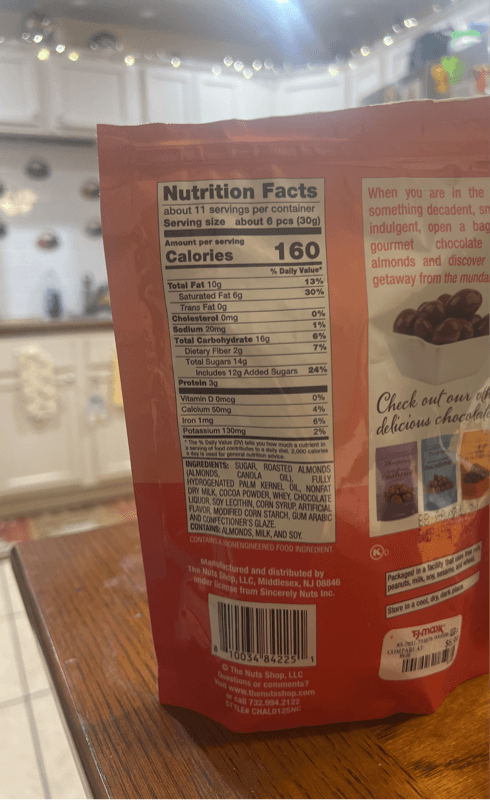 Nutrition Facts
about 11 servings per container
Serving size about 6 pcs (30g)
Amount per serving
Calories 160
% Daily Value*
Total Fat 10g 13%
Saturated Fat 6g 30%
Trans Fat 0g
Cholesterol 0mg 0%
Sodium 20mg 1%
Total Carbohydrate 16g 6%
Dietary Fiber 2g 7%
Total Sugars 14g
Includes 12g Added Sugars 24%
Protein 3g
Vitamin D 0mcg 0%
Calcium 50mg 4%
Iron 1mg 6%
Potassium 130mg 2%
* The % Daily Value (DV) tells you how much a nutrient in
a serving of food contributes to a daily diet. 2,000 calories
a day is used for general nutrition advice.
INGREDIENTS: SUGAR, ROASTED ALMONDS
(ALMONDS, CANOLA OIL), FULLY
HYDROGENATED PALM KERNEL OIL, NONFAT
DRY MILK, COCOA POWDER, WHEY, CHOCOLATE
LIQUOR, SOY LECITHIN, CORN SYRUP, ARTIFICIAL
FLAVOR, MODIFIED CORN STARCH, GUM ARABIC
AND CONFECTIONER'S GLAZE.
CONTAINS: ALMONDS, MILK, AND SOY.
CONTAINS A BIOENGINEERED FOOD INGREDIENT.
Manufactured and distributed by
The Nuts Shop, LLC, Middlesex, NJ 08846
under license from Sincerely Nuts Inc.
8 10034 84225 1
© The Nuts Shop, LLC
Questions or comments?
Visit www.thenutsshop.com
or call 732.994.2122
STYLE# CHAL012SNC
When you are in the
something decadent,
indulgent, open a bag
gourmet chocolate
almonds and discover
getaway from the
Check out our
delicious
K
Packaged in a facility that uses
peanuts, milk, soy, sesame, and wheat.
Store in a cool, dry, dark place.
TJ-maxx
COMPARE AT